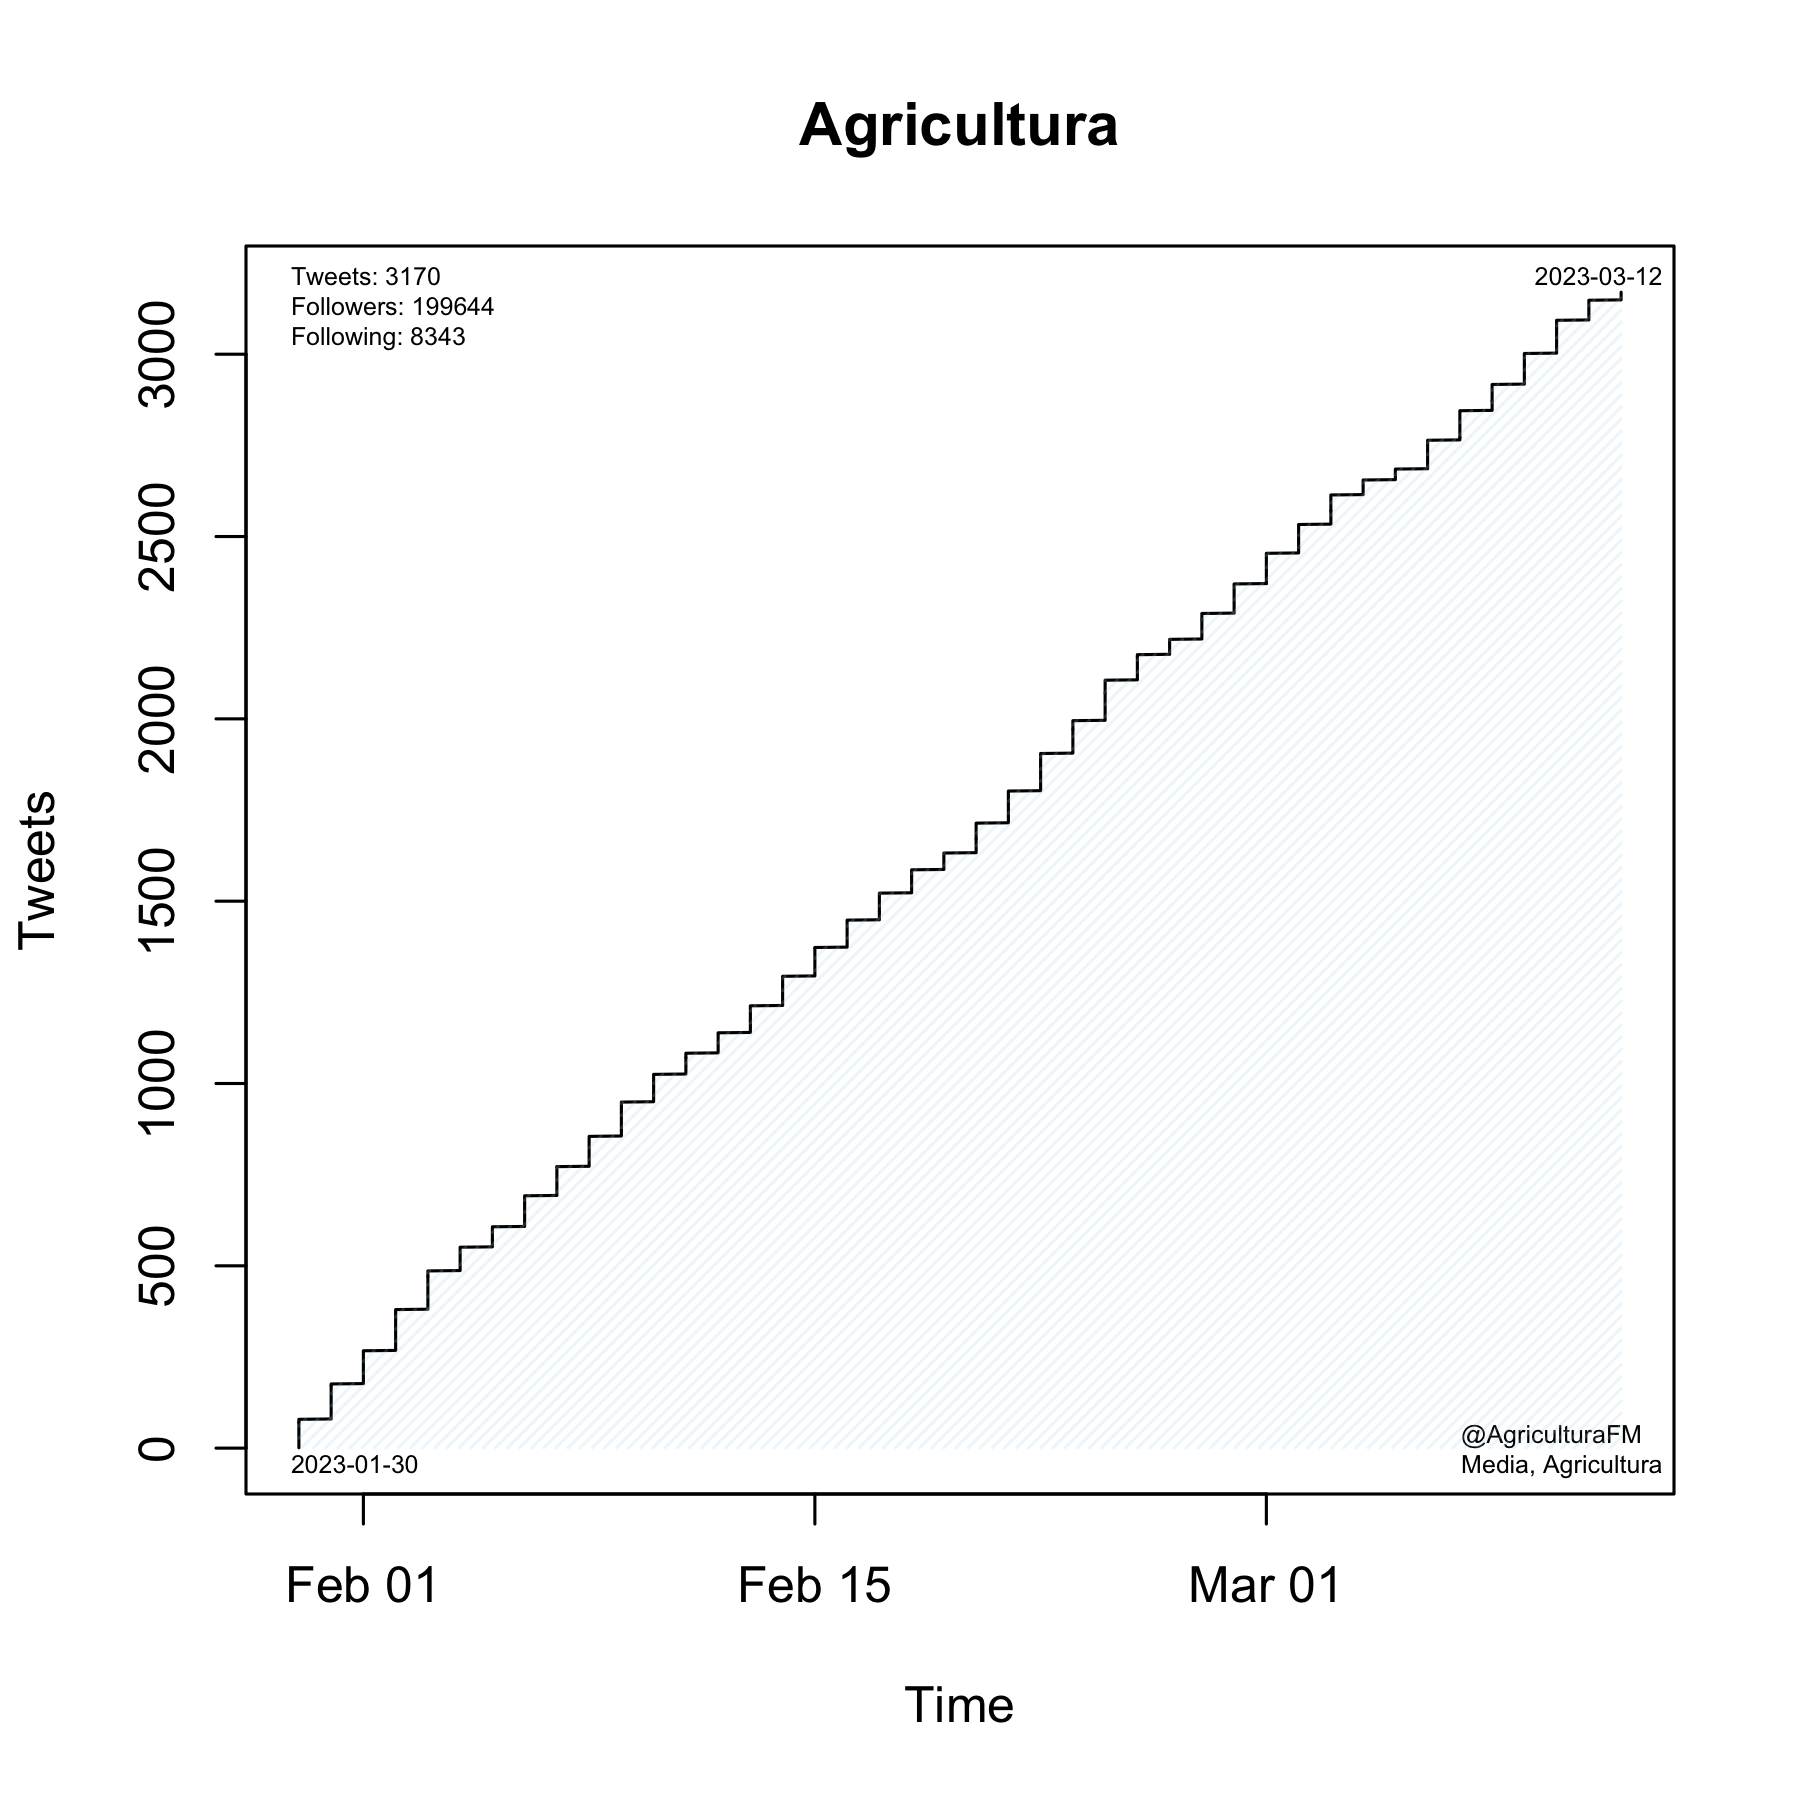 Agricultura
Tweets: 3170
Followers: 199644
Following: 8343
2023-03-12
3000
2500
2000
1500
1000
500
0
Tweets
@AgriculturaFM
Media, Agricultura
2023-01-30
Feb 01
Feb 15
Mar 01
Time